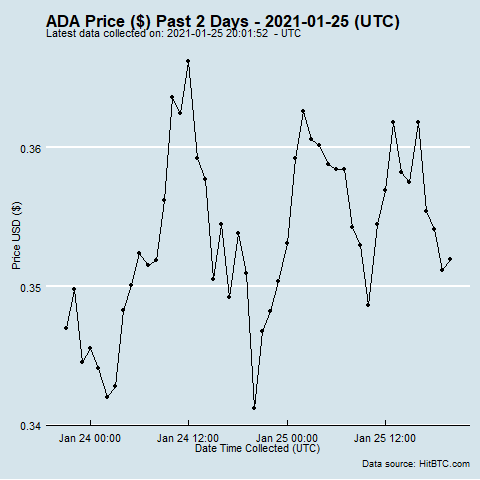 ADA Price ($) Past 2 Days - 2021-01-25 (UTC)
Latest data collected on: 2021-01-25 20:01:52  - UTC
0.36
0.35
0.34
Price USD ($)
Jan 24 00:00
Jan 24 12:00
Jan 25 00:00
Jan 25 12:00
Date Time Collected (UTC)
Data source: HitBTC.com